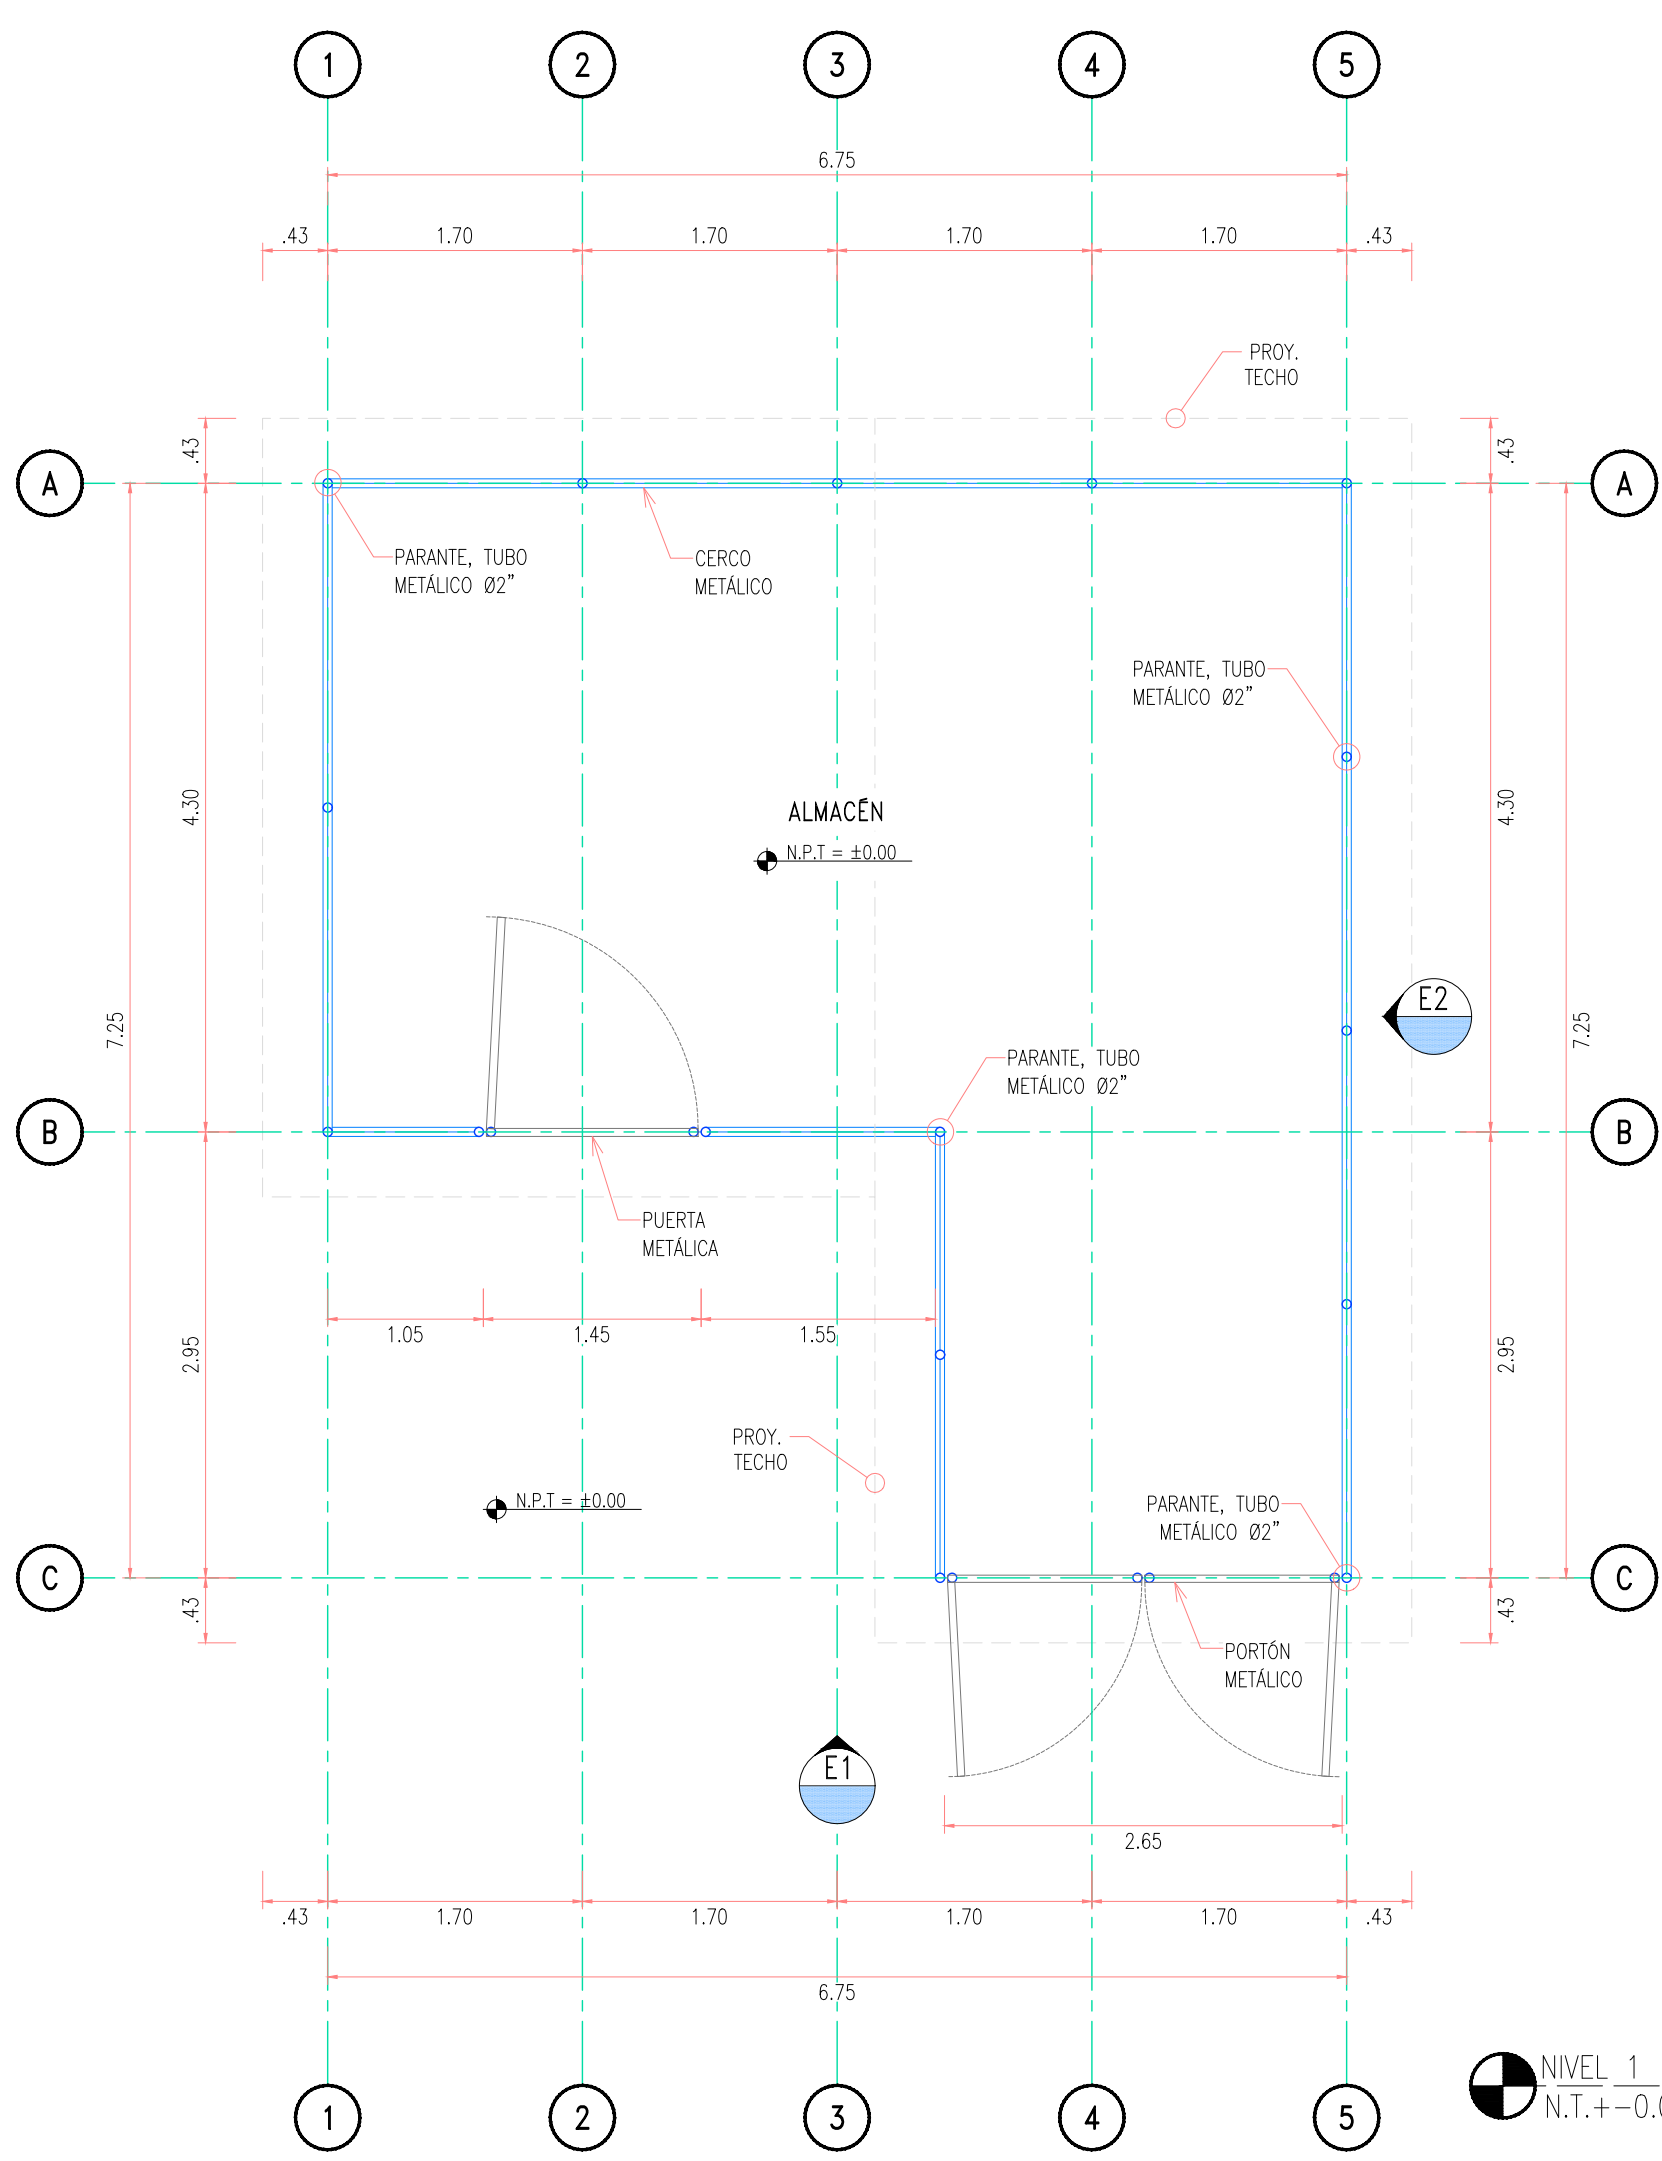 1 2 3 4 5
6.75
.43 1.70 1.70 1.70 1.70 .43
PROY.
TECHO
.43 .43
A A
PARANTE, TUBO
METÁLICO Ø2”
CERCO
METÁLICO
PARANTE, TUBO
METÁLICO Ø2”
4.30 4.30
ALMACÉN
N.P.T = ±0.00
E2
7.25 7.25
PARANTE, TUBO
METÁLICO Ø2”
B B
PUERTA
METÁLICA
1.05 1.45 1.55
2.95 2.95
PROY.
TECHO
N.P.T = ±0.00
PARANTE, TUBO
METÁLICO Ø2”
C C
.43 .43
PORTÓN
METÁLICO
E1
2.65
.43 1.70 1.70 1.70 1.70 .43
6.75
NIVEL 1
N.T.+-0.
1 2 3 4 5